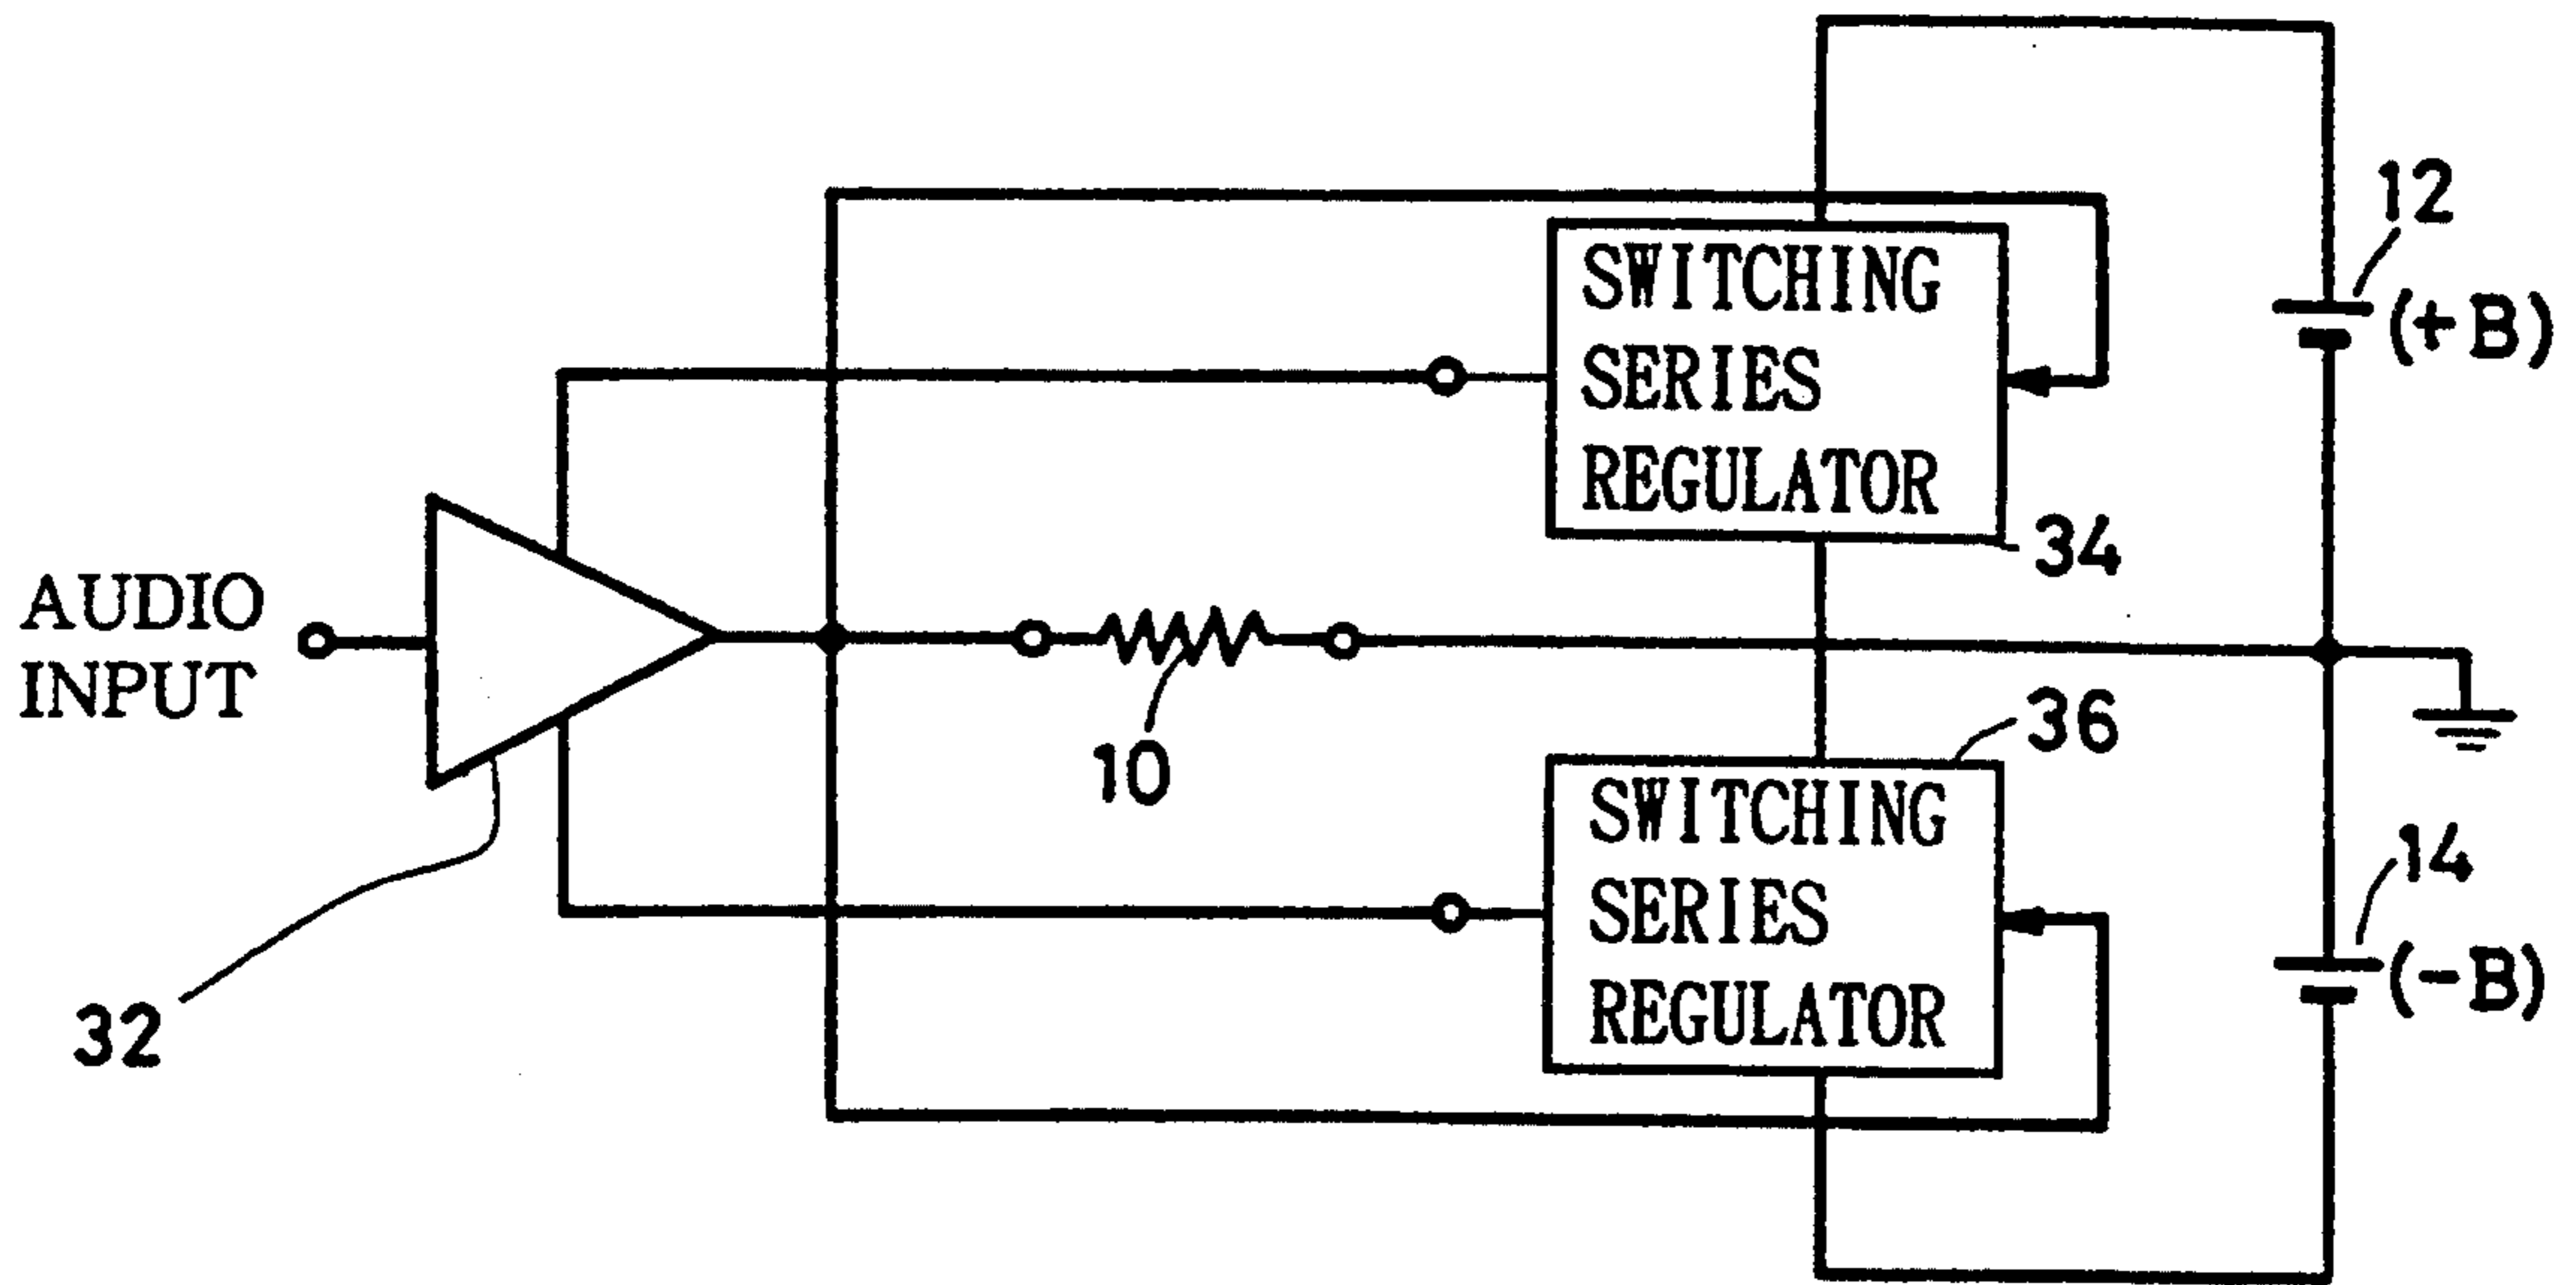 12
(+B)
SWITCHING
SERIES
REGULATOR
34
AUDIO
INPUT
10
36
SWITCHING
SERIES
REGULATOR
14
(-B)
32